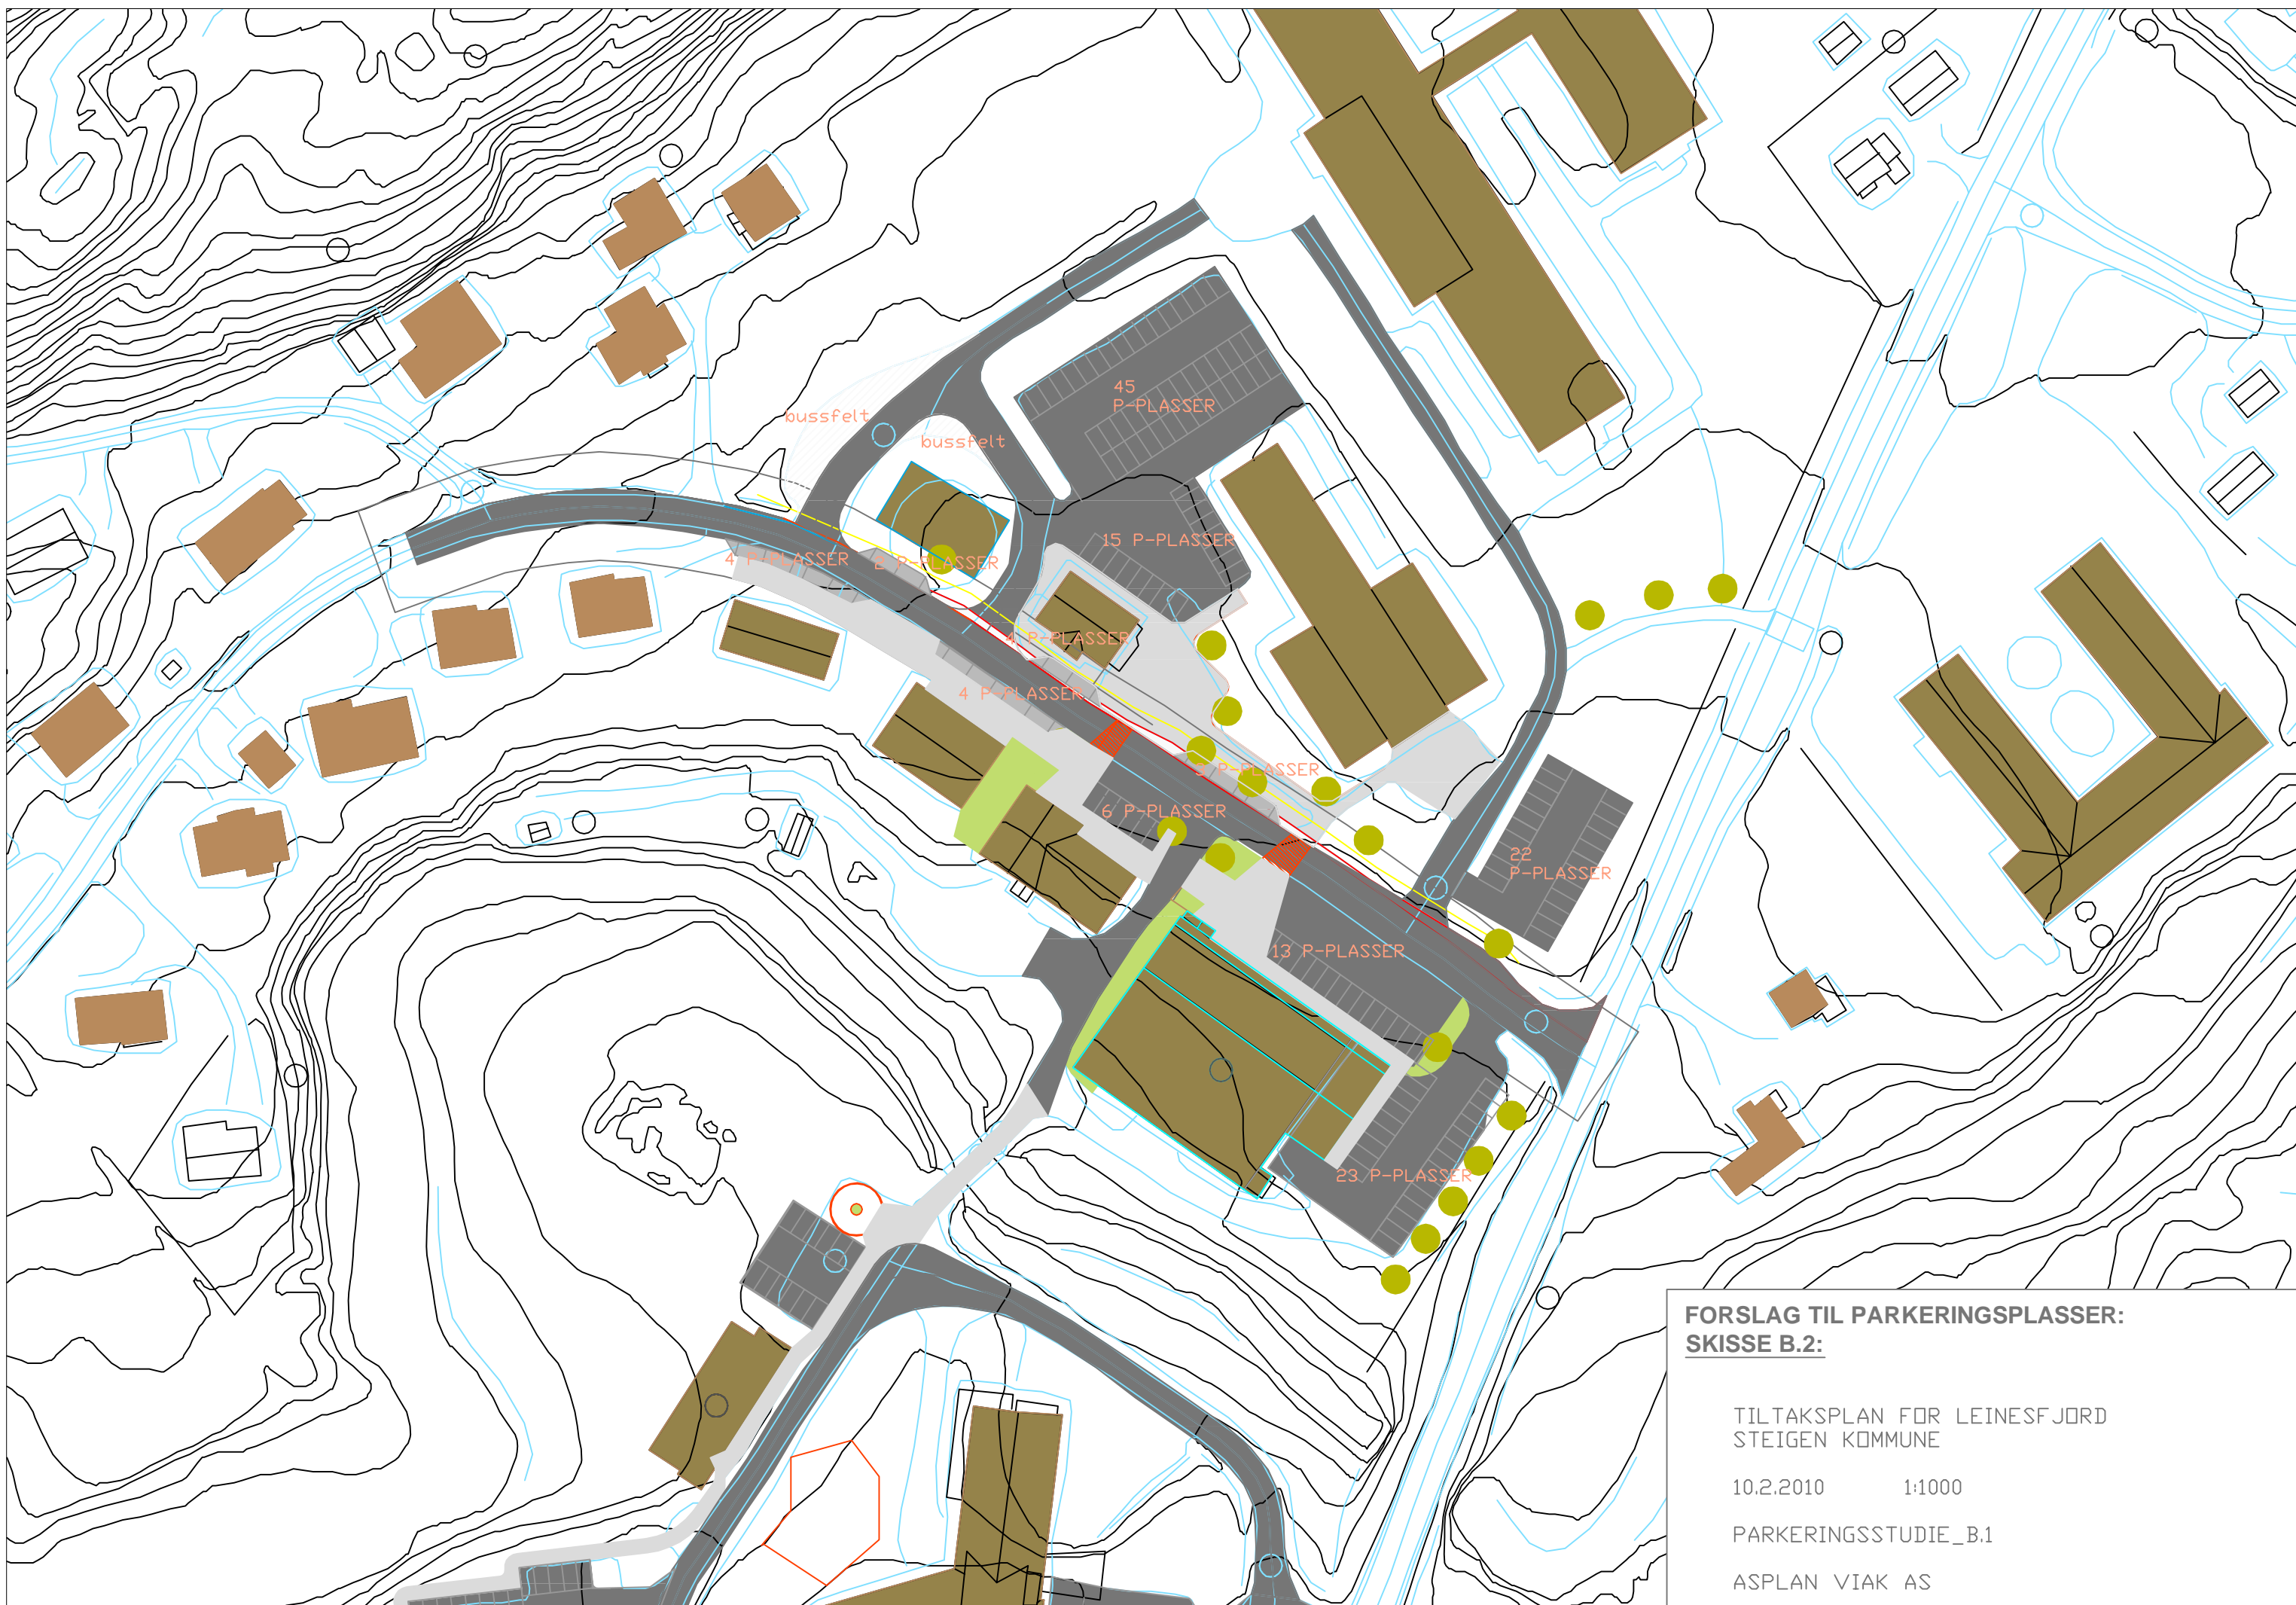 45
P-PLASSER
bussfelt
bussfelt
15 P-PLASSER
4 P-PLASSER
2 P-PLASSER
4 P-PLASSER
4 P-PLASSER
P-PLASSER
6 P-PLASSER
22
P-PLASSER
13 P-PLASSER
23 P-PLASSER
FORSLAG TIL PARKERINGSPLASSER:
SKISSE B.2:
TILTAKSPLAN FOR LEINESFJORD
STEIGEN KOMMUNE
10.2.2010 1:1000
PARKERINGSSTUDIE_B.1
ASPLAN VIAK AS